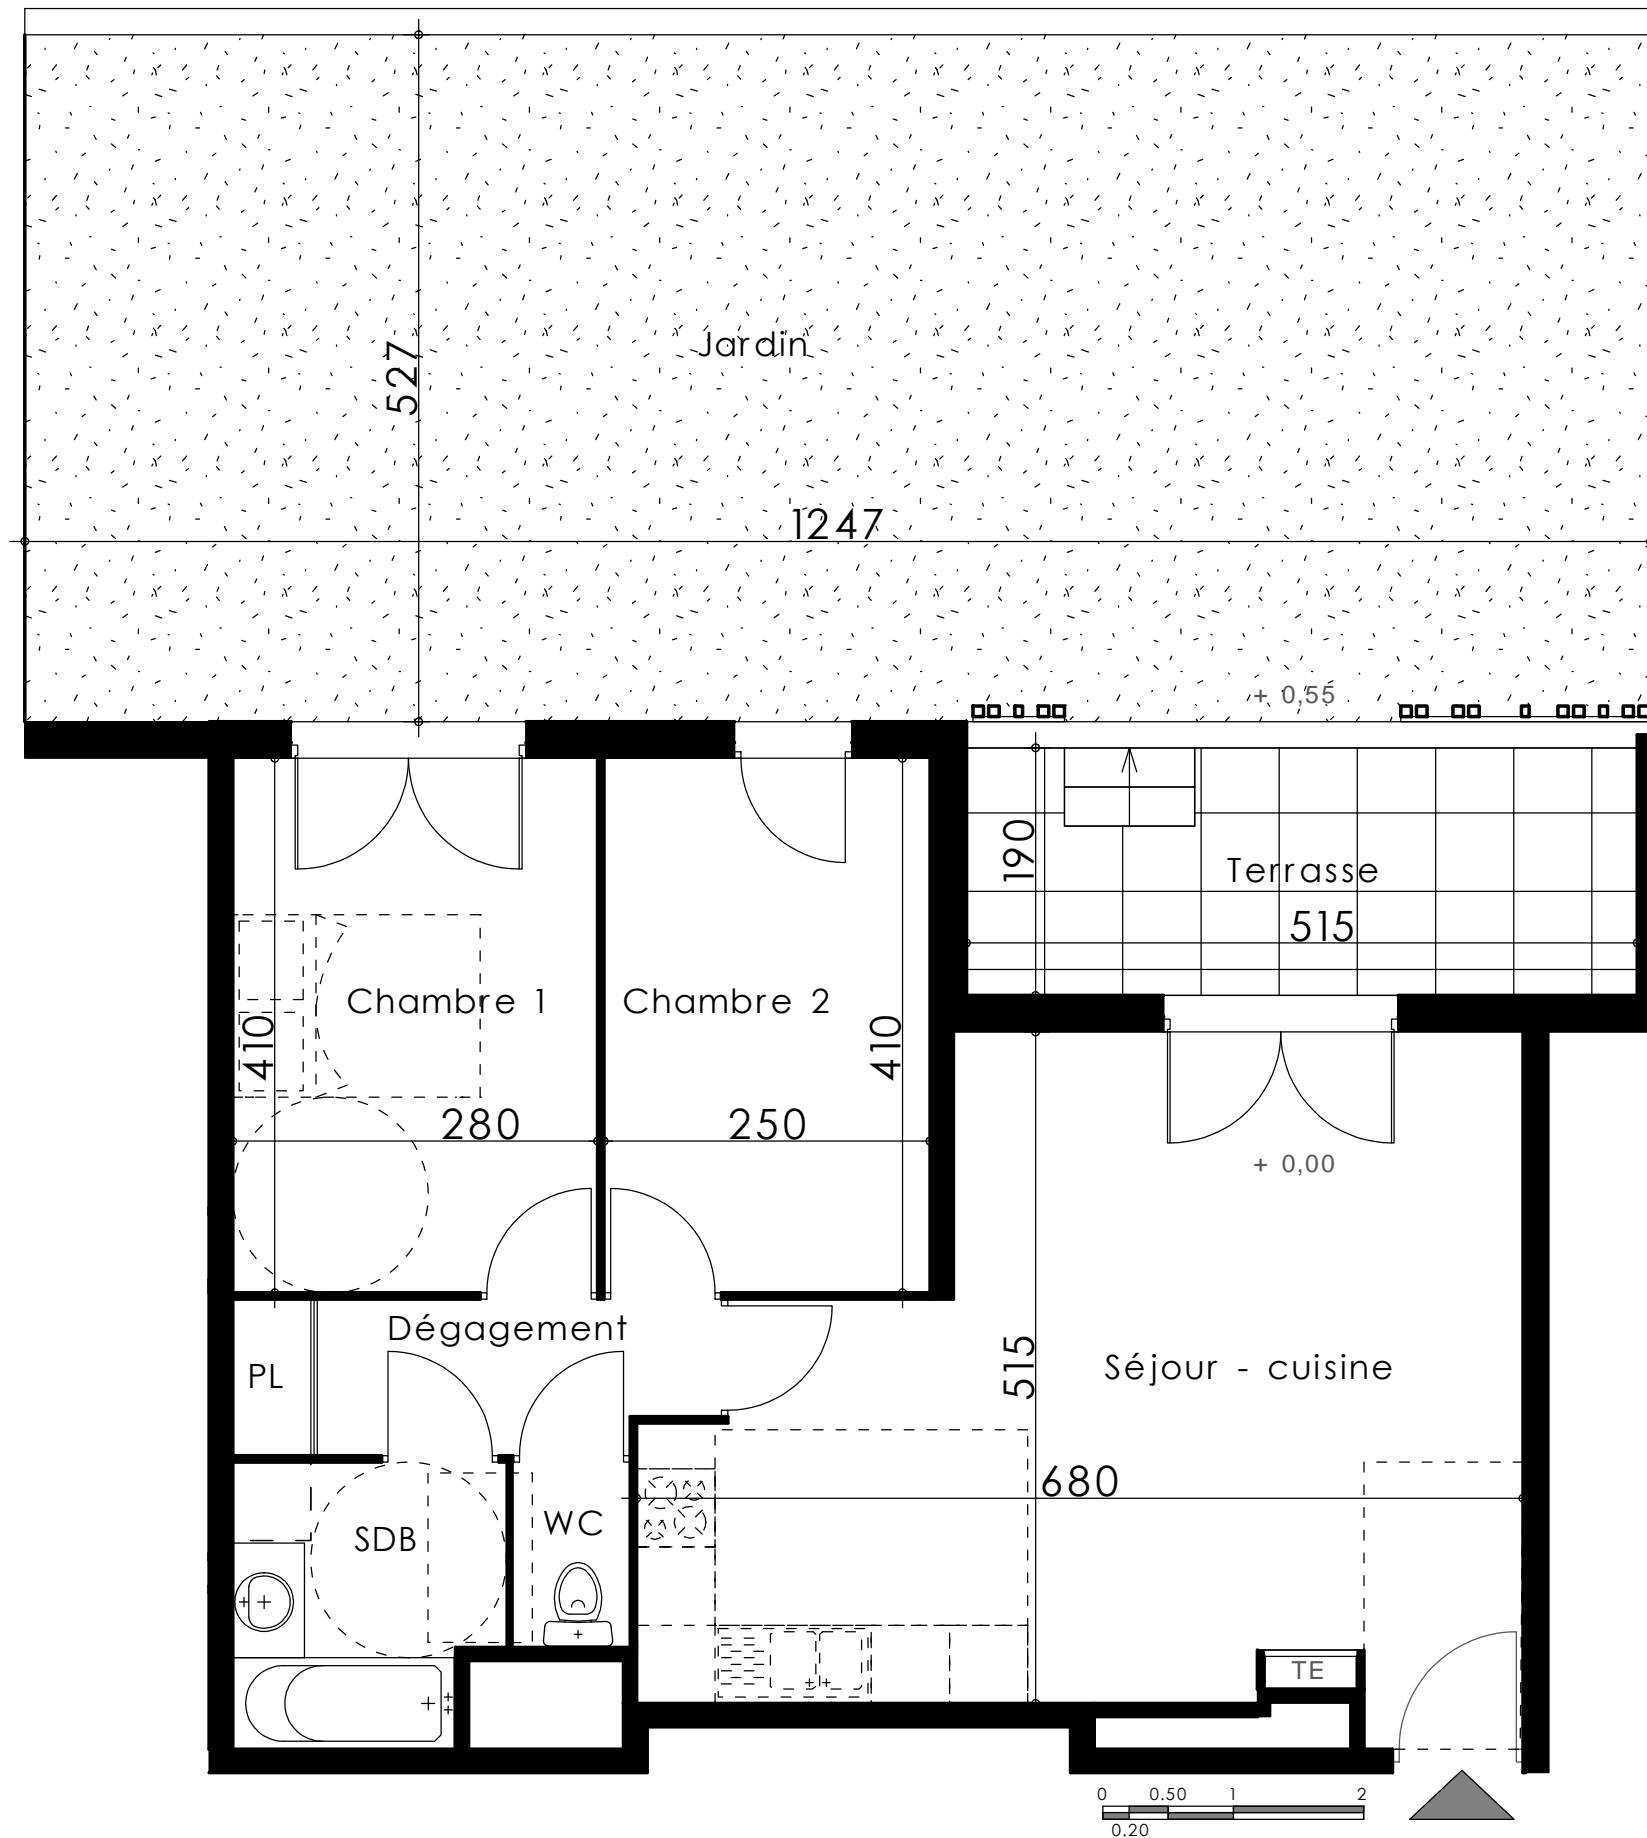 Jardin
527
1247
+ 0,55
190
Terrasse
515
Chambre 1
Chambre 2
410
410
280
250
+ 0,00
Dégagement
PL
515
Séjour - cuisine
680
SDB
WC
TE
0 0.50 1 2
0.20